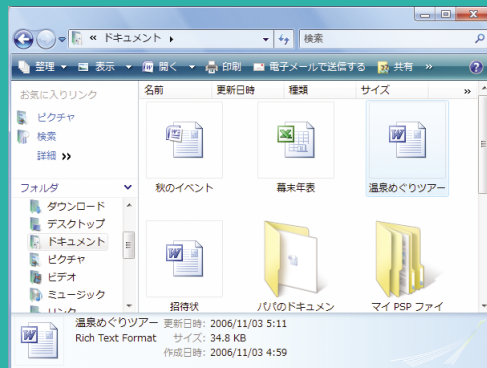 « ドキュメント
検索
整理 表示 開く 印刷 電子メールで送信する 共有 »
お気に入りリンク
名前 更新日時 種類 サイズ »
ピクチャ
検索
詳細 »
秋のイベント 幕末年表 温泉めぐりツアー
フォルダ
ダウンロード
デスクトップ
ドキュメント
ピクチャ
ビデオ
ミュージック
リンク
招待状 パパのドキュメン マイ PSP ファイ
温泉めぐりツアー 更新日時: 2006/11/03 5:11
Rich Text Format サイズ: 34.8 KB
作成日時: 2006/11/03 4:59